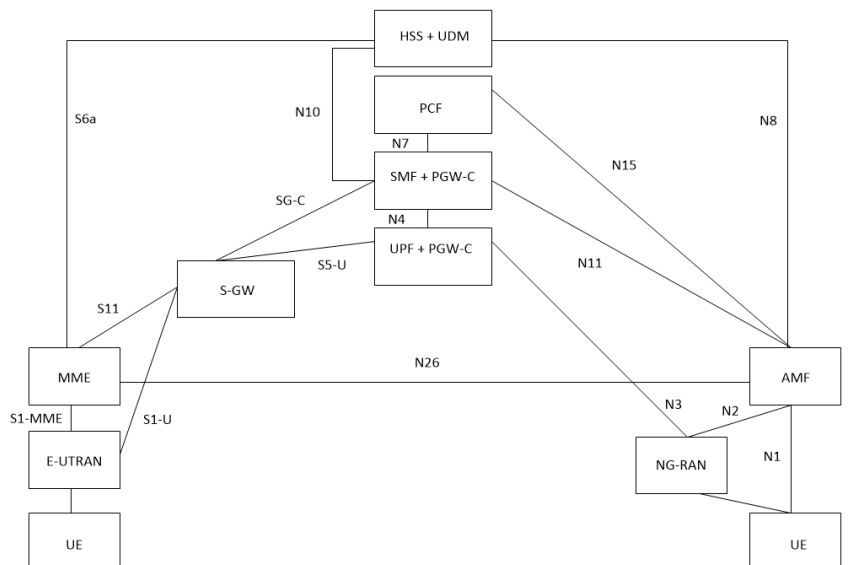 HSS + UDM
S6a
N10
PCF
N8
N7
N15
SMF + PGW-C
SG-C
N4
UPF + PGW-C
N11
S5-U
S-GW
S11
N26
MME
AMF
S1-MME
S1-U
N3
N2
E-UTRAN
NG-RAN
N1
UE
UE